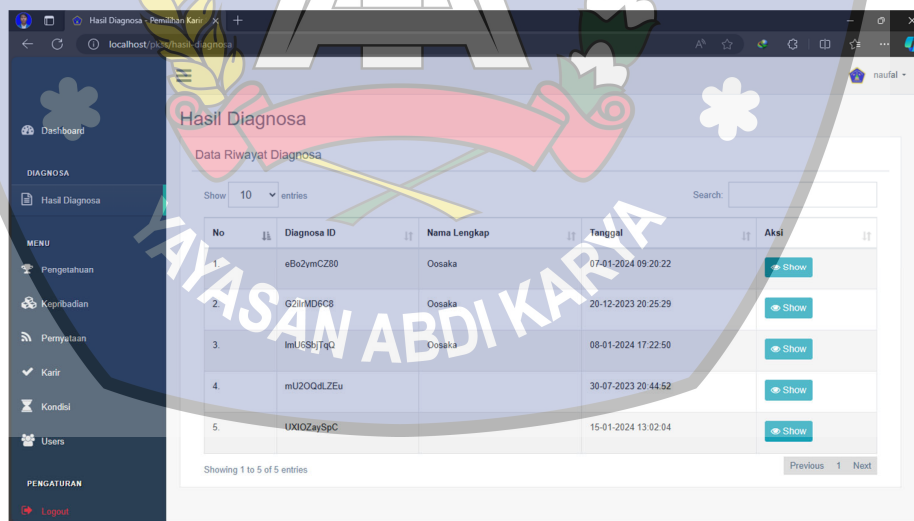 Hasil Diagnosa - Pemilihan Karir
localhost/pkss/hasil-diagnosa
naufal
Dashboard
DIAGNOSA
Hasil Diagnosa
MENU
Pengetahuan
Kepribadian
Pernyataan
Karir
Kondisi
Users
PENGATURAN
Logout
Hasil Diagnosa
Data Riwayat Diagnosa
Show 10 entries
Search:
No Diagnosa ID Nama Lengkap Tanggal Aksi
1. eBo2ymCZ80 Oosaka 07-01-2024 09:20:22 Show
2. Oosaka 20-12-2023 20:25:29 Show
3. Oosaka 08-01-2024 17:22:50 Show
4. mU2OQdLZEu 30-07-2023 20:44:52 Show
5. UXIOZaySpC 15-01-2024 13:02:04 Show
Showing 1 to 5 of 5 entries
Previous 1 Next
YAYASAN ABDI KARYA